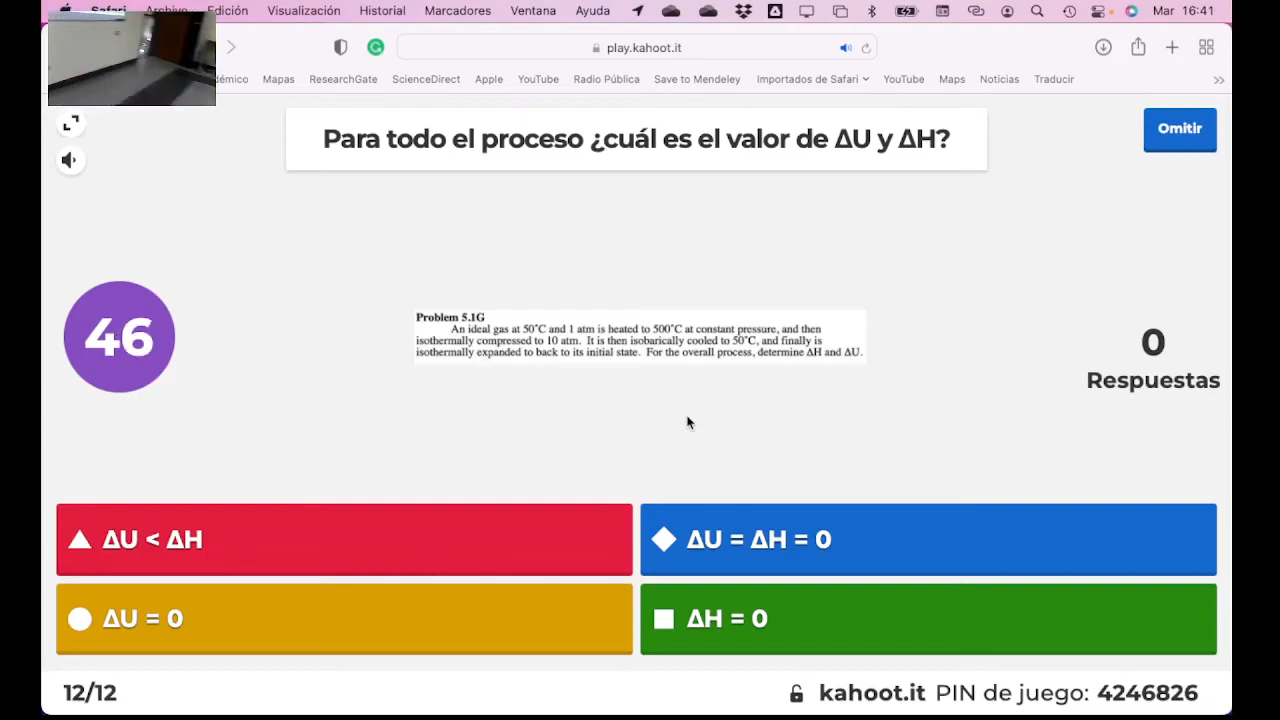 Safari Archivo Edición Visualización Historial Marcadores Ventana Ayuda Mar 16:41
play.kahoot.it
démico Mapas ResearchGate ScienceDirect Apple YouTube Radio Pública Save to Mendeley Importados de Safari YouTube Maps Noticias Traducir
Para todo el proceso ¿cuál es el valor de ΔU y ΔH?
Omitir
46
Problem 5.1G
An ideal gas at 50˚C and 1 atm is heated to 500˚C at constant pressure, and then
isothermally compressed to 10 atm. It is then isobarically cooled to 50˚C, and finally is
isothermally expanded to back to its initial state. For the overall process, determine ΔH and ΔU.
0
Respuestas
ΔU < ΔH
ΔU = ΔH = 0
ΔU = 0
ΔH = 0
12/12
kahoot.it PIN de juego: 4246826